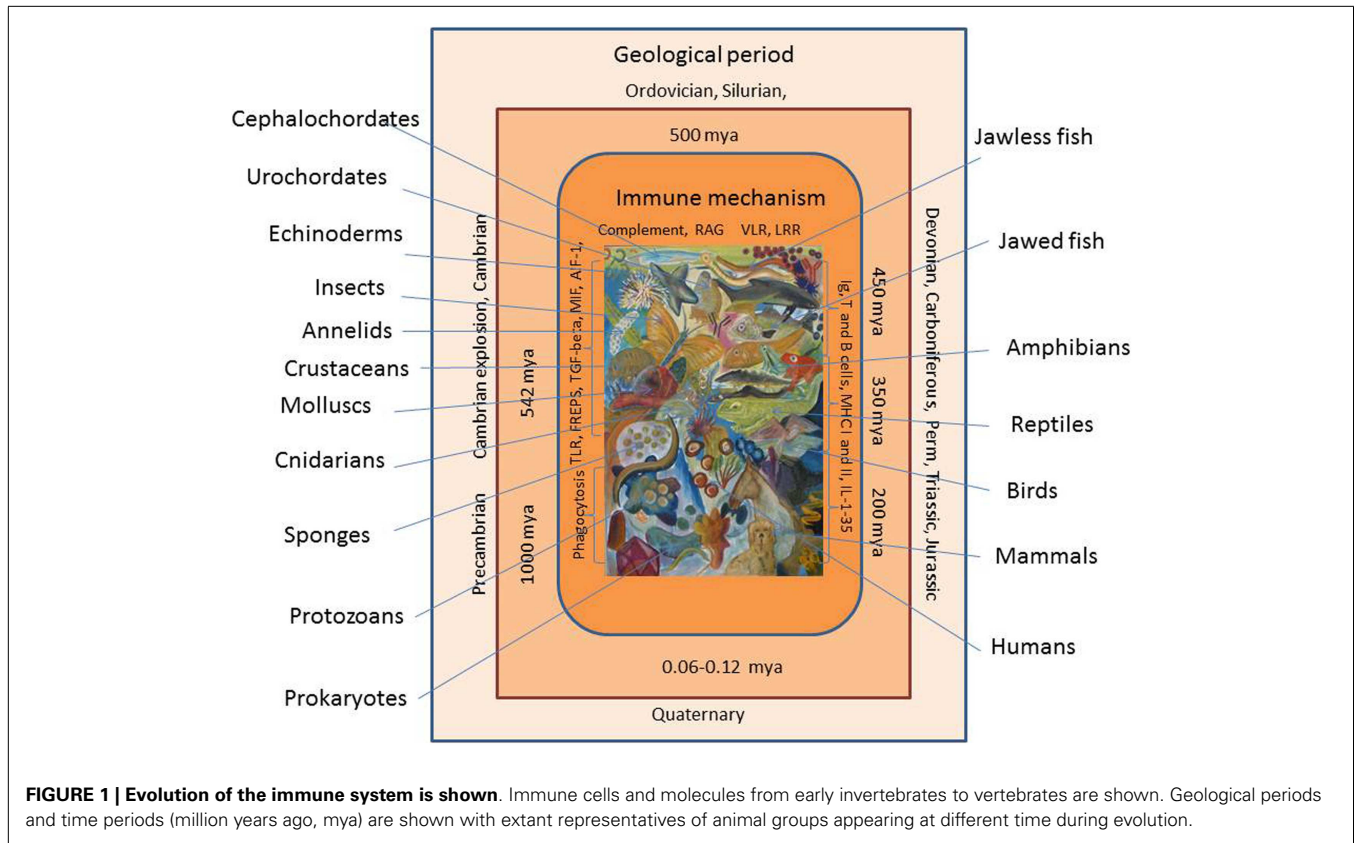 Geological period
Ordovician, Silurian,
500 mya
Immune mechanism
Complement, RAG VLR, LRR
Cephalochordates
Urochordates
Echinoderms
Insects
Annelids
Crustaceans
Molluscs
Cnidarians
Sponges
Protozoans
Prokaryotes
Precambrian
Cambrian explosion, Cambrian
1000 mya
542 mya
Phagocytosis TLR, FREPS, TGF-beta, MIF, AIF-1,
Ig, T and B cells, MHC I and II, IL-1-35
450 mya
350 mya
200 mya
Devonian, Carboniferous, Perm, Triassic, Jurassic
Jawless fish
Jawed fish
Amphibians
Reptiles
Birds
Mammals
Humans
0.06-0.12 mya
Quaternary
FIGURE 1 | Evolution of the immune system is shown. Immune cells and molecules from early invertebrates to vertebrates are shown. Geological periods
and time periods (million years ago, mya) are shown with extant representatives of animal groups appearing at different time during evolution.